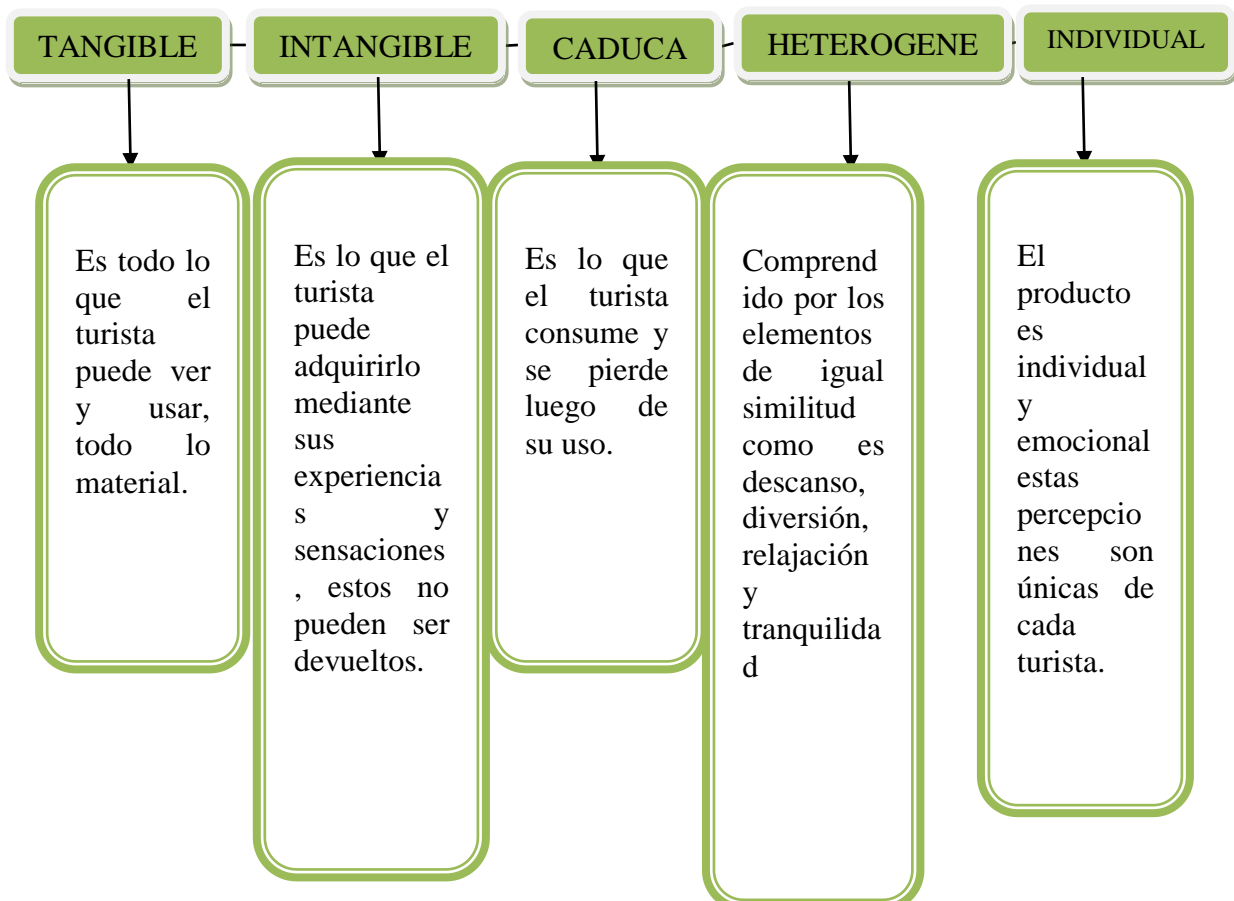 TANGIBLE
INTANGIBLE
CADUCA
HETEROGENE
INDIVIDUAL
Es todo lo
que el
turista
puede ver
y usar,
todo lo
material.
Es lo que el
turista
puede
adquirirlo
mediante
sus
experiencia
s y
sensaciones
, estos no
pueden ser
devueltos.
Es lo que
el turista
consume y
se pierde
luego de
su uso.
Comprend
ido por los
elementos
de igual
similitud
como es
descanso,
diversión,
relajación
y
tranquilida
d
El
producto
es
individual
y
emocional
estas
percepcio
nes son
únicas de
cada
turista.